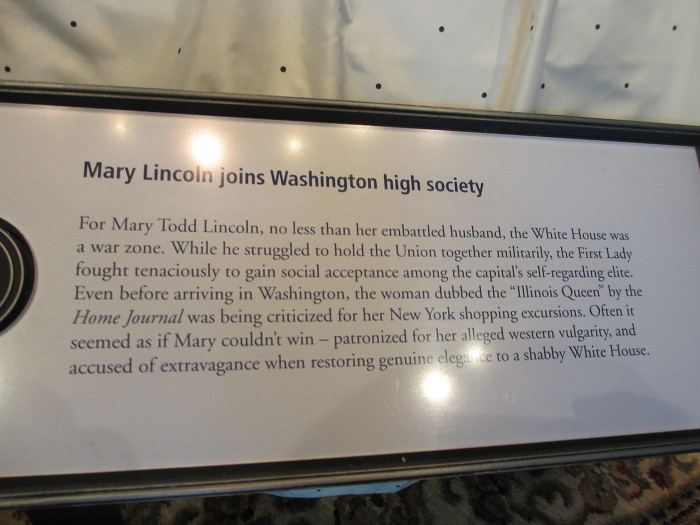 Mary Lincoln joins Washington high society
For Mary Todd Lincoln, no less than her embattled husband, the White House was
a war zone. While he struggled to hold the Union together militarily, the First Lady
fought tenaciously to gain social acceptance among the capital's self-regarding elite.
Even before arriving in Washington, the woman dubbed the “Illinois Queen” by the
Home Journal was being criticized for her New York shopping excursions. Often it
seemed as if Mary couldn't win – patronized for her alleged western vulgarity, and
accused of extravagance when restoring genuine elegance to a shabby White House.